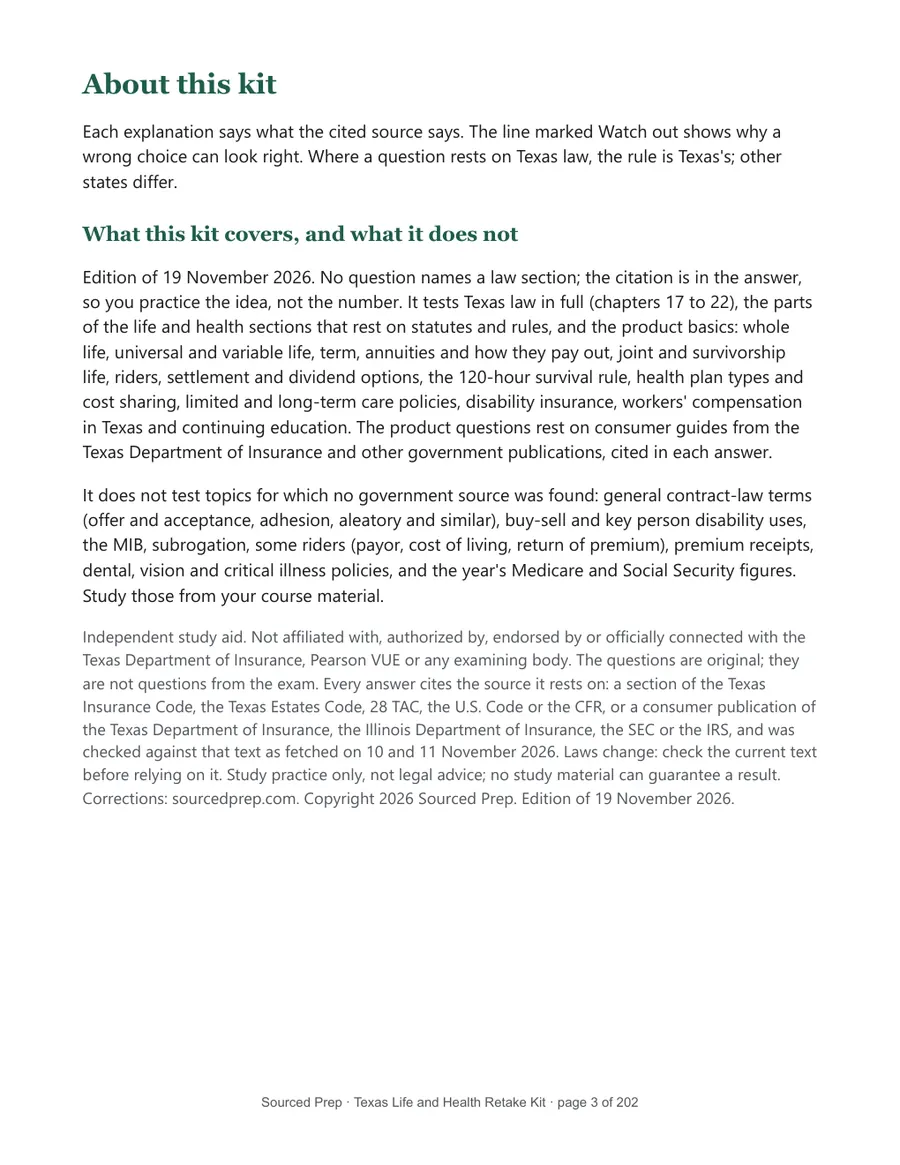 About this kit
Each explanation says what the cited source says. The line marked Watch out shows why a
wrong choice can look right. Where a question rests on Texas law, the rule is Texas's; other
states differ.
What this kit covers, and what it does not
Edition of 19 November 2026. No question names a law section; the citation is in the answer,
so you practice the idea, not the number. It tests Texas law in full (chapters 17 to 22), the parts
of the life and health sections that rest on statutes and rules, and the product basics: whole
life, universal and variable life, term, annuities and how they pay out, joint and survivorship
life, riders, settlement and dividend options, the 120-hour survival rule, health plan types and
cost sharing, limited and long-term care policies, disability insurance, workers' compensation
in Texas and continuing education. The product questions rest on consumer guides from the
Texas Department of Insurance and other government publications, cited in each answer.
It does not test topics for which no government source was found: general contract-law terms
(offer and acceptance, adhesion, aleatory and similar), buy-sell and key person disability uses,
the MIB, subrogation, some riders (payor, cost of living, return of premium), premium receipts,
dental, vision and critical illness policies, and the year's Medicare and Social Security figures.
Study those from your course material.
Independent study aid. Not affiliated with, authorized by, endorsed by or officially connected with the
Texas Department of Insurance, Pearson VUE or any examining body. The questions are original; they
are not questions from the exam. Every answer cites the source it rests on: a section of the Texas
Insurance Code, the Texas Estates Code, 28 TAC, the U.S. Code or the CFR, or a consumer publication of
the Texas Department of Insurance, the Illinois Department of Insurance, the SEC or the IRS, and was
checked against that text as fetched on 10 and 11 November 2026. Laws change: check the current text
before relying on it. Study practice only, not legal advice; no study material can guarantee a result.
Corrections: sourcedprep.com. Copyright 2026 Sourced Prep. Edition of 19 November 2026.
Sourced Prep · Texas Life and Health Retake Kit · page 3 of 202